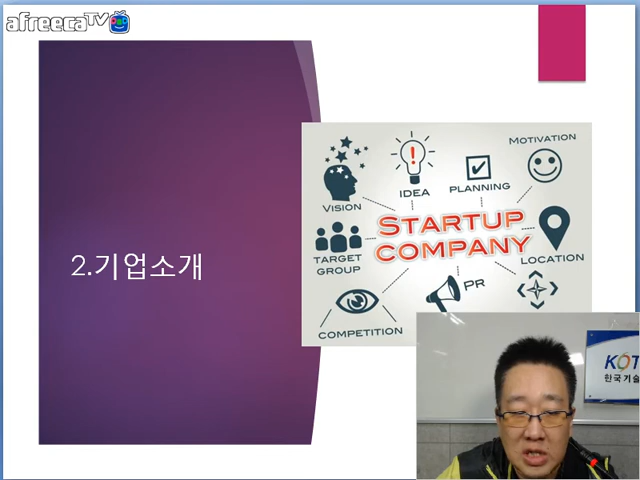 afreecaTV
2.기업소개
MOTIVATION
IDEA
PLANNING
VISION
STARTUP
COMPANY
TARGET
GROUP
LOCATION
PR
COMPETITION
KOT
한국기술